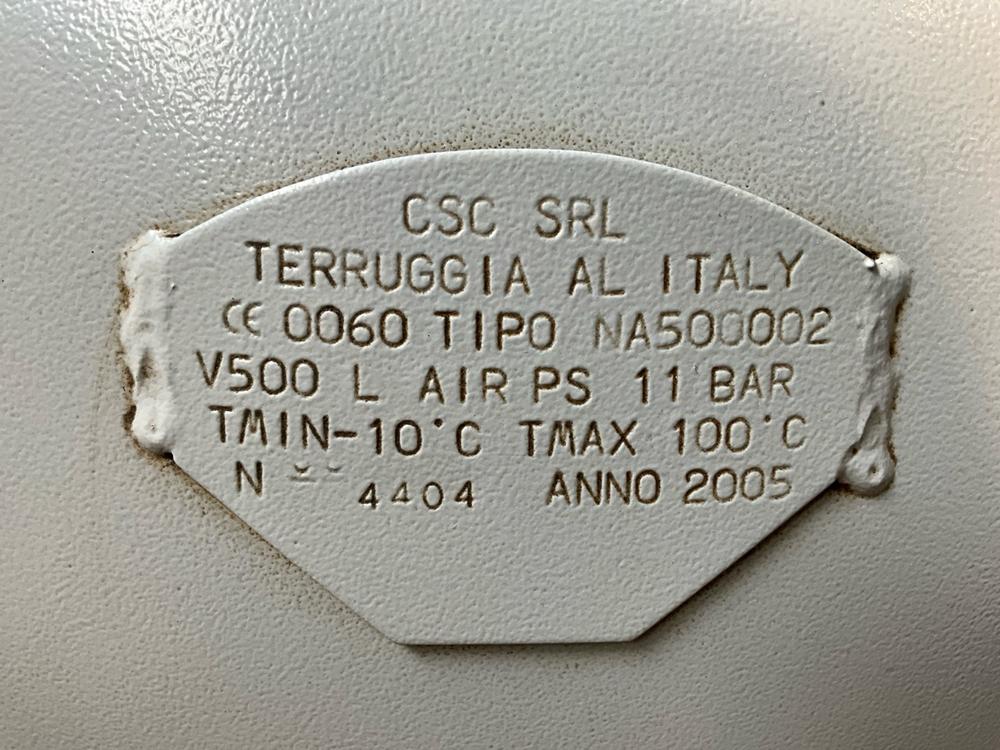 CSC SRL
TERRUGGIA AL ITALY
CE 0060 TIPO NA500002
V500 L AIR PS 11 BAR
TMIN-10°C TMAX 100°C
N 4404 ANNO 2005